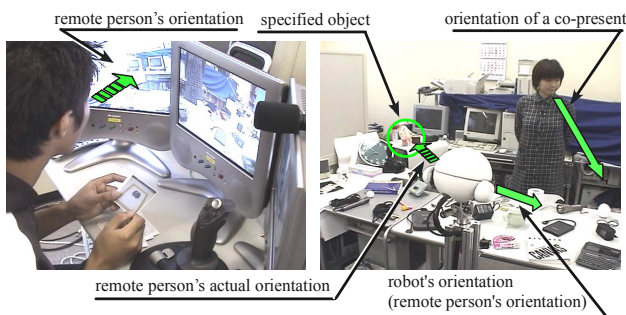 remote person's orientation
specified object
orientation of a co-present
remote person's actual orientation
robot's orientation
(remote person's orientation)